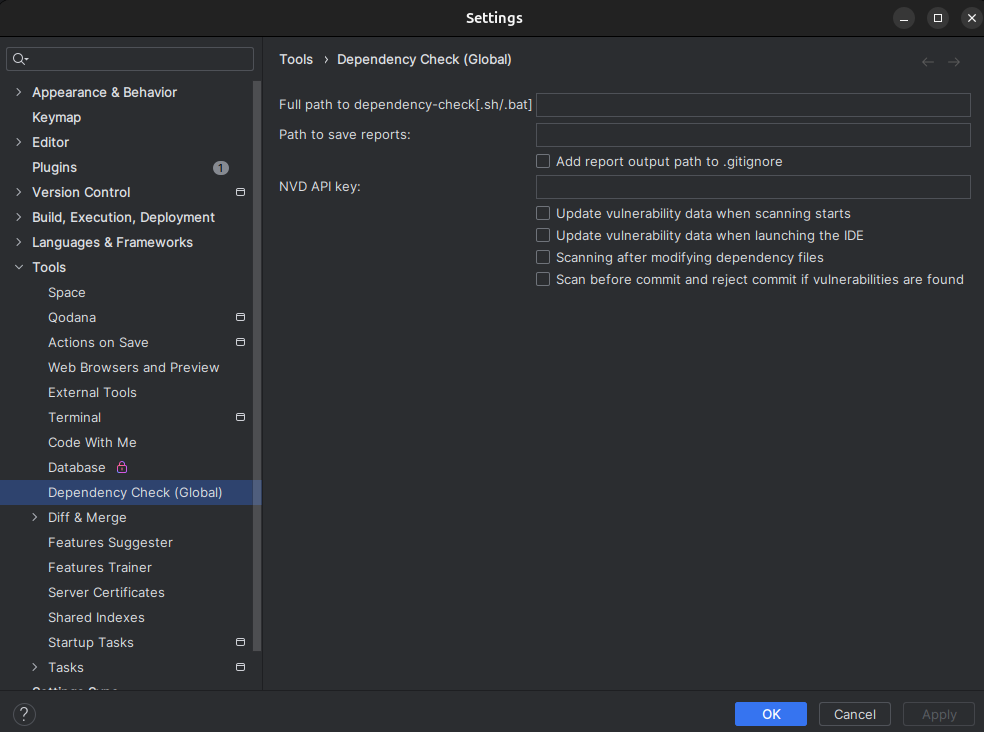 Settings
Appearance & Behavior
Keymap
Editor
Plugins 1
Version Control
Build, Execution, Deployment
Languages & Frameworks
Tools
Space
Qodana
Actions on Save
Web Browsers and Preview
External Tools
Terminal
Code With Me
Database
Dependency Check (Global)
Diff & Merge
Features Suggester
Features Trainer
Server Certificates
Shared Indexes
Startup Tasks
Tasks
Settings Sync
Tools › Dependency Check (Global)
Full path to dependency-check[.sh/.bat]
Path to save reports:
Add report output path to .gitignore
NVD API key:
Update vulnerability data when scanning starts
Update vulnerability data when launching the IDE
Scanning after modifying dependency files
Scan before commit and reject commit if vulnerabilities are found
? OK Cancel Apply